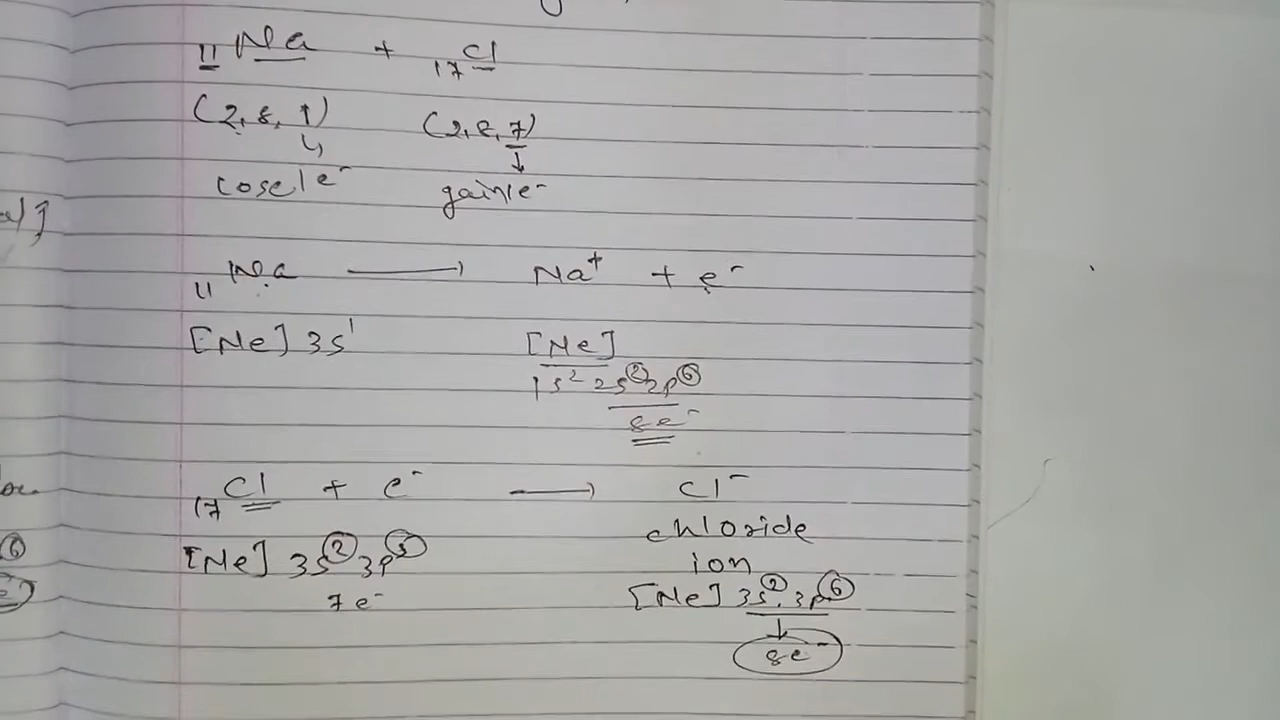 ₁₁Na + ₁₇Cl
(2, 8, 1) (2, 8, 7)
lose 1e⁻ gain 1e⁻
₁₁Na ⟶ Na⁺ + e⁻
[Ne] 3s¹ [Ne]
1s² 2s² 2p⁶
8e⁻
₁₇Cl + e⁻ ⟶ Cl⁻
chloride
ion
[Ne] 3s² 3p⁵ [Ne] 3s² 3p⁶
7e⁻
8e⁻